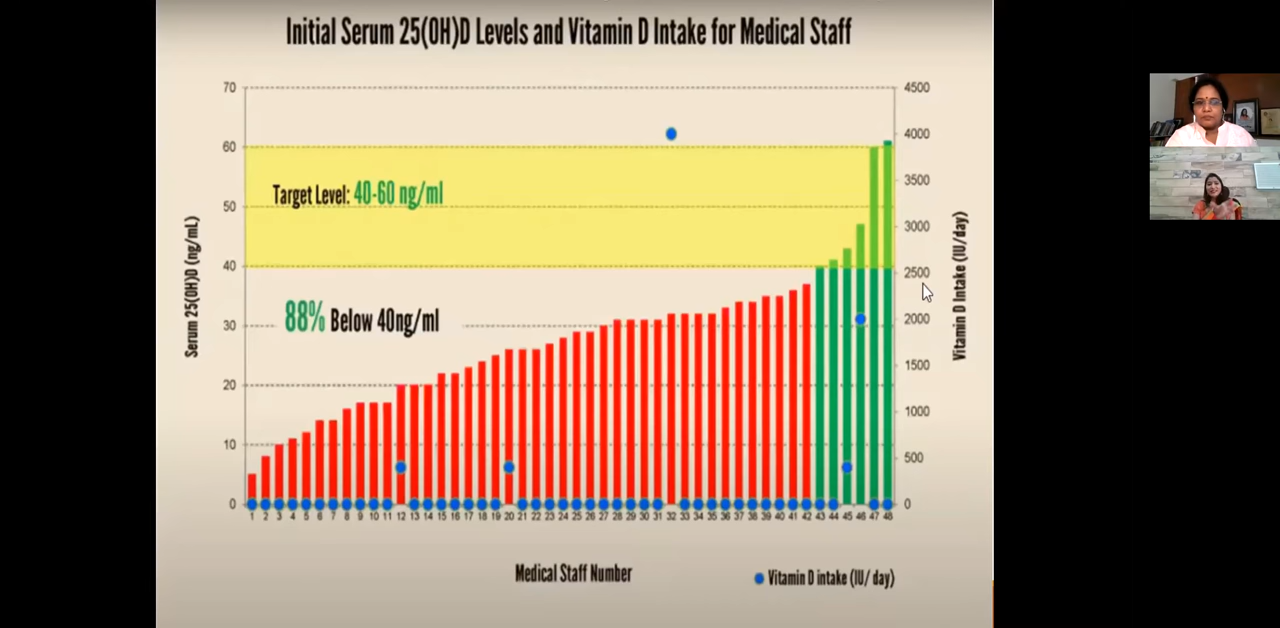 Initial Serum 25(OH)D Levels and Vitamin D Intake for Medical Staff
70
60
50
40
30
20
10
0
Serum 25(OH)D (ng/mL)
Target Level: 40-60 ng/ml
88% Below 40ng/ml
4500
4000
3500
3000
2500
2000
1500
1000
500
0
Vitamin D Intake (IU/day)
1 2 3 4 5 6 7 8 9 10 11 12 13 14 15 16 17 18 19 20 21 22 23 24 25 26 27 28 29 30 31 32 33 34 35 36 37 38 39 40 41 42 43 44 45 46 47 48
Medical Staff Number
Vitamin D intake (IU/ day)